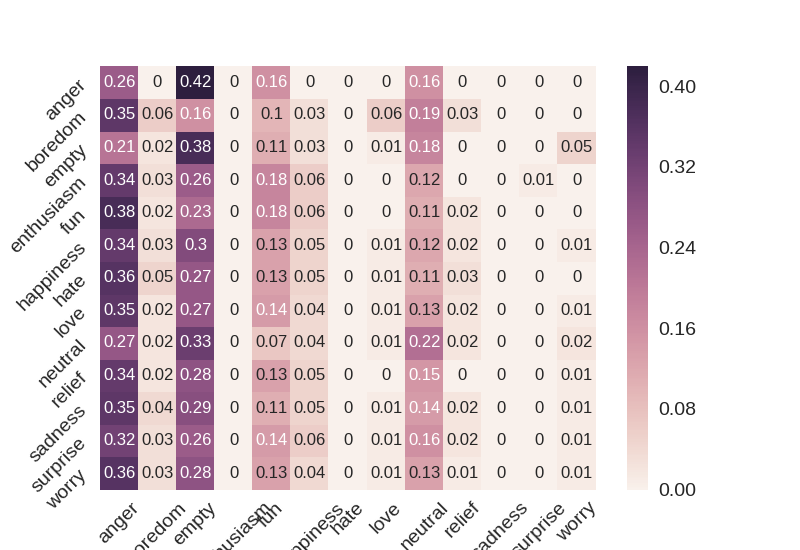 anger 0.26 0 0.42 0 0.16 0 0 0 0.16 0 0 0 0
boredom 0.35 0.06 0.16 0 0.1 0.03 0 0.06 0.19 0.03 0 0 0
empty 0.21 0.02 0.38 0 0.11 0.03 0 0.01 0.18 0 0 0 0.05
enthusiasm 0.34 0.03 0.26 0 0.18 0.06 0 0 0.12 0 0 0.01 0
fun 0.38 0.02 0.23 0 0.18 0.06 0 0 0.11 0.02 0 0 0
happiness 0.34 0.03 0.3 0 0.13 0.05 0 0.01 0.12 0.02 0 0 0.01
hate 0.36 0.05 0.27 0 0.13 0.05 0 0.01 0.11 0.03 0 0 0
love 0.35 0.02 0.27 0 0.14 0.04 0 0.01 0.13 0.02 0 0 0.01
neutral 0.27 0.02 0.33 0 0.07 0.04 0 0.01 0.22 0.02 0 0 0.02
relief 0.34 0.02 0.28 0 0.13 0.05 0 0 0.15 0 0 0 0.01
sadness 0.35 0.04 0.29 0 0.11 0.05 0 0.01 0.14 0.02 0 0 0.01
surprise 0.32 0.03 0.26 0 0.14 0.06 0 0.01 0.16 0.02 0 0 0.01
worry 0.36 0.03 0.28 0 0.13 0.04 0 0.01 0.13 0.01 0 0 0.01
anger oredom empty husiasm fun ppiness hate love neutral relief sadness surprise worry
0.40
0.32
0.24
0.16
0.08
0.00